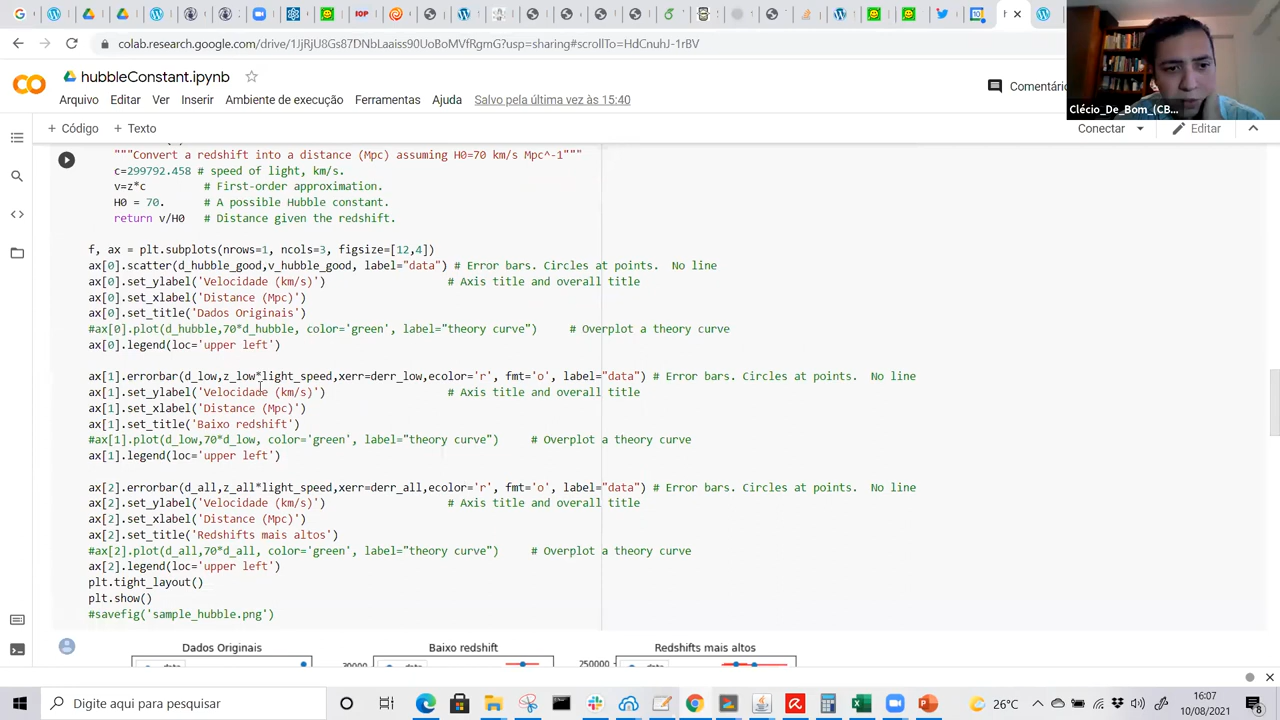 colab.research.google.com/drive/1JjRjU8Gs87DNbLaaiss9IUoBoMVfRgmG?usp=sharing#scrollTo=HdCnuhJ-1rBV
hubbleConstant.ipynb
Comentário
Arquivo Editar Ver Inserir Ambiente de execução Ferramentas Ajuda Salvo pela última vez às 15:40
Clécio_De_Bom_(CB...
+ Código + Texto
Conectar Editar
"""Convert a redshift into a distance (Mpc) assuming H0=70 km/s Mpc^-1"""
c=299792.458 # speed of light, km/s.
v=z*c # First-order approximation.
H0 = 70. # A possible Hubble constant.
return v/H0 # Distance given the redshift.
f, ax = plt.subplots(nrows=1, ncols=3, figsize=[12,4])
ax[0].scatter(d_hubble_good,v_hubble_good, label="data") # Error bars. Circles at points. No line
ax[0].set_ylabel('Velocidade (km/s)') # Axis title and overall title
ax[0].set_xlabel('Distance (Mpc)')
ax[0].set_title('Dados Originais')
#ax[0].plot(d_hubble,70*d_hubble, color='green', label="theory curve") # Overplot a theory curve
ax[0].legend(loc='upper left')
ax[1].errorbar(d_low,z_low*light_speed,xerr=derr_low,ecolor='r', fmt='o', label="data") # Error bars. Circles at points. No line
ax[1].set_ylabel('Velocidade (km/s)') # Axis title and overall title
ax[1].set_xlabel('Distance (Mpc)')
ax[1].set_title('Baixo redshift')
#ax[1].plot(d_low,70*d_low, color='green', label="theory curve") # Overplot a theory curve
ax[1].legend(loc='upper left')
ax[2].errorbar(d_all,z_all*light_speed,xerr=derr_all,ecolor='r', fmt='o', label="data") # Error bars. Circles at points. No line
ax[2].set_ylabel('Velocidade (km/s)') # Axis title and overall title
ax[2].set_xlabel('Distance (Mpc)')
ax[2].set_title('Redshifts mais altos')
#ax[2].plot(d_all,70*d_all, color='green', label="theory curve") # Overplot a theory curve
ax[2].legend(loc='upper left')
plt.tight_layout()
plt.show()
#savefig('sample_hubble.png')
Dados Originais Baixo redshift Redshifts mais altos
30000 250000
Digite aqui para pesquisar
26°C
16:07
10/08/2021
8